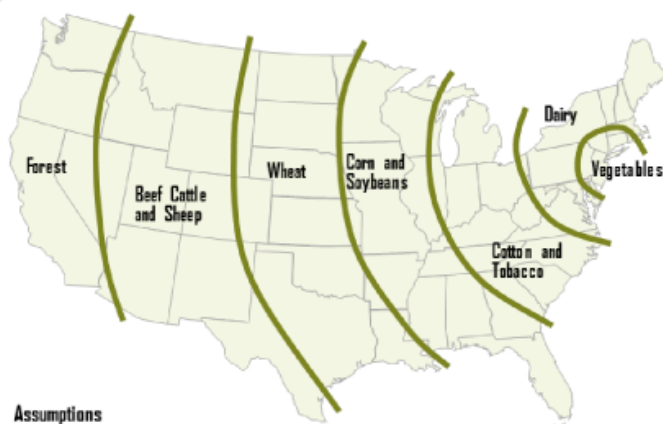 Dairy
Forest
Beef Cattle
and Sheep
Wheat
Corn and
Soybeans
Vegetables
Cotton and
Tobacco
Assumptions